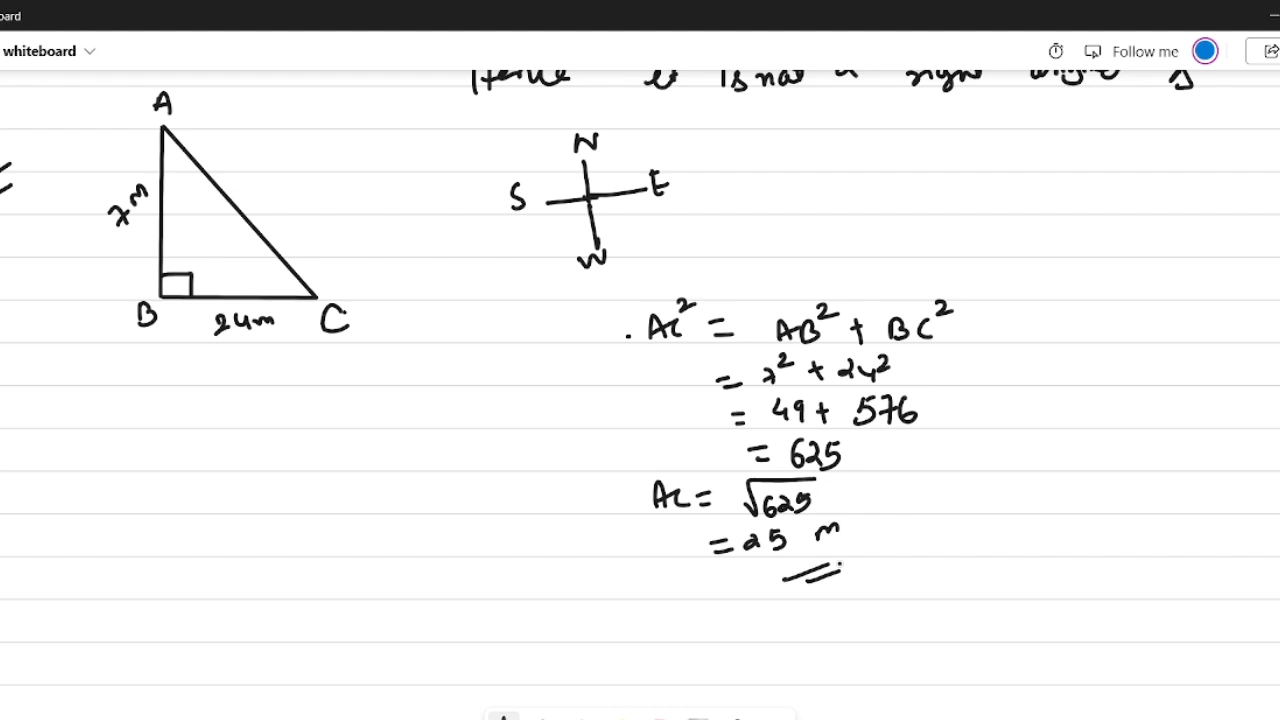 oard
whiteboard
Follow me
Hence it is not a right angle Δ
A
7m
B
24m
C
N
S
E
W
. AC² = AB² + BC²
= 7² + 24²
= 49 + 576
= 625
AC = √625
= 25 m